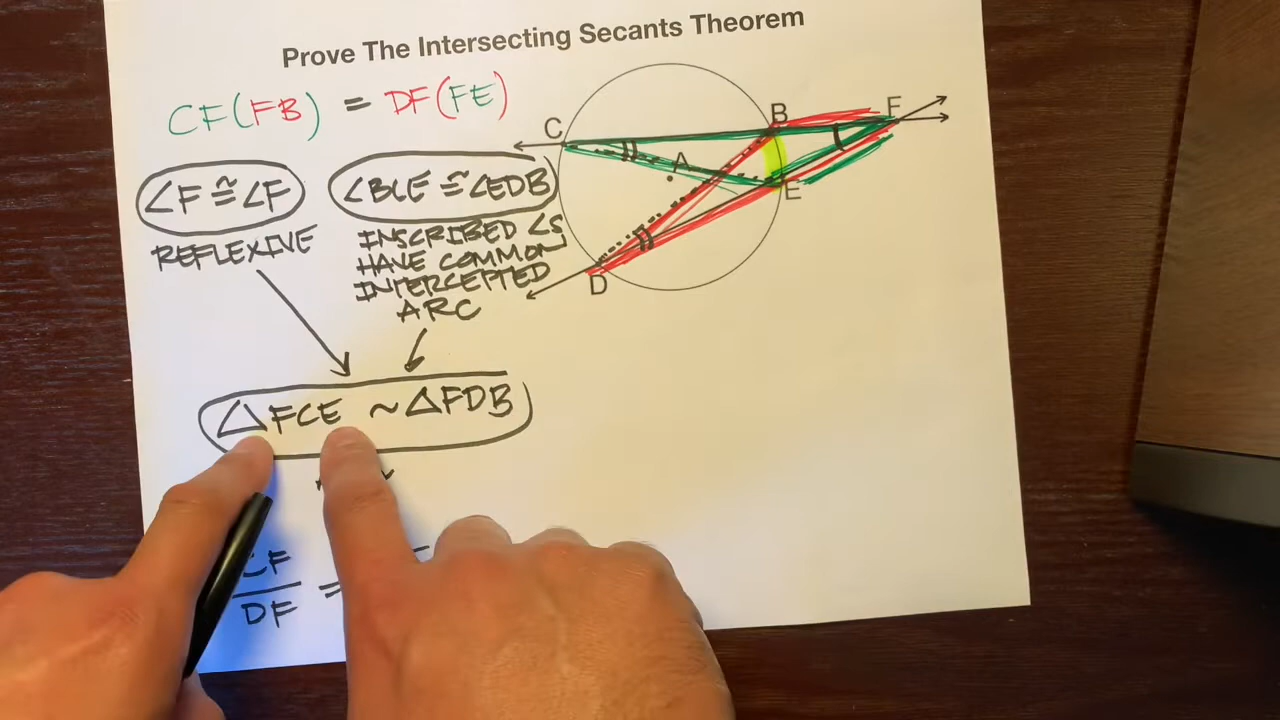 Prove The Intersecting Secants Theorem
CF(FB) = DF(FE)
∠F ≅ ∠F
REFLEXIVE
∠BCE ≅ ∠EDB
INSCRIBED ∠S
HAVE COMMON
INTERCEPTED
ARC
△FCE ~ △FDB
CF
DF
=
C
B
F
A
E
D